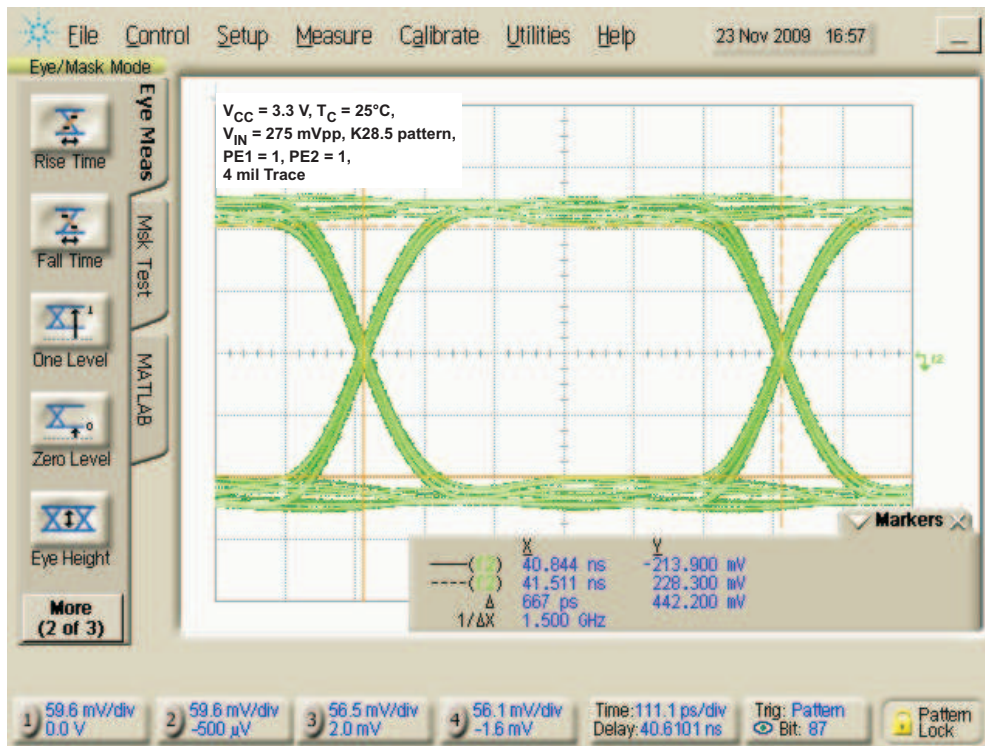 File Control Setup Measure Calibrate Utilities Help 23 Nov 2009 16:57
Eye/Mask Mode
Eye Meas
Msk Test
MATLAB
Rise Time
Fall Time
One Level
Zero Level
Eye Height
More
(2 of 3)
VCC = 3.3 V, TC = 25°C,
VIN = 275 mVpp, K28.5 pattern,
PE1 = 1, PE2 = 1,
4 mil Trace
Markers
X Y
40.844 ns -213.900 mV
41.511 ns 228.300 mV
Δ 667 ps 442.200 mV
1/ΔX 1.500 GHz
1) 59.6 mV/div
0.0 V
2) 59.6 mV/div
-500 µV
3) 56.5 mV/div
2.0 mV
4) 56.1 mV/div
-1.6 mV
Time:111.1 ps/div
Delay:40.6101 ns
Trig: Pattern
Bit: 87
Pattern
Lock